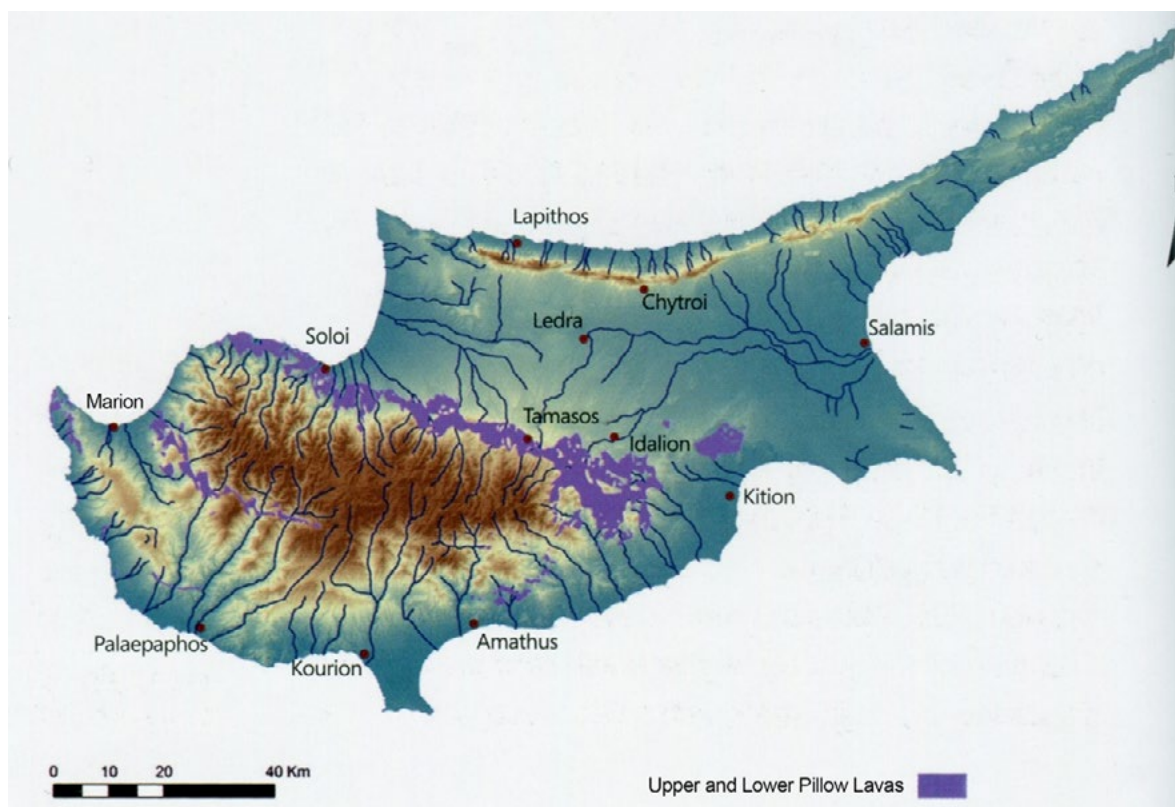 Lapithos
Chytroi
Ledra
Salamis
Soloi
Marion
Tamasos
Idalion
Kition
Palaepaphos
Kourion
Amathus
0 10 20 40 Km
Upper and Lower Pillow Lavas